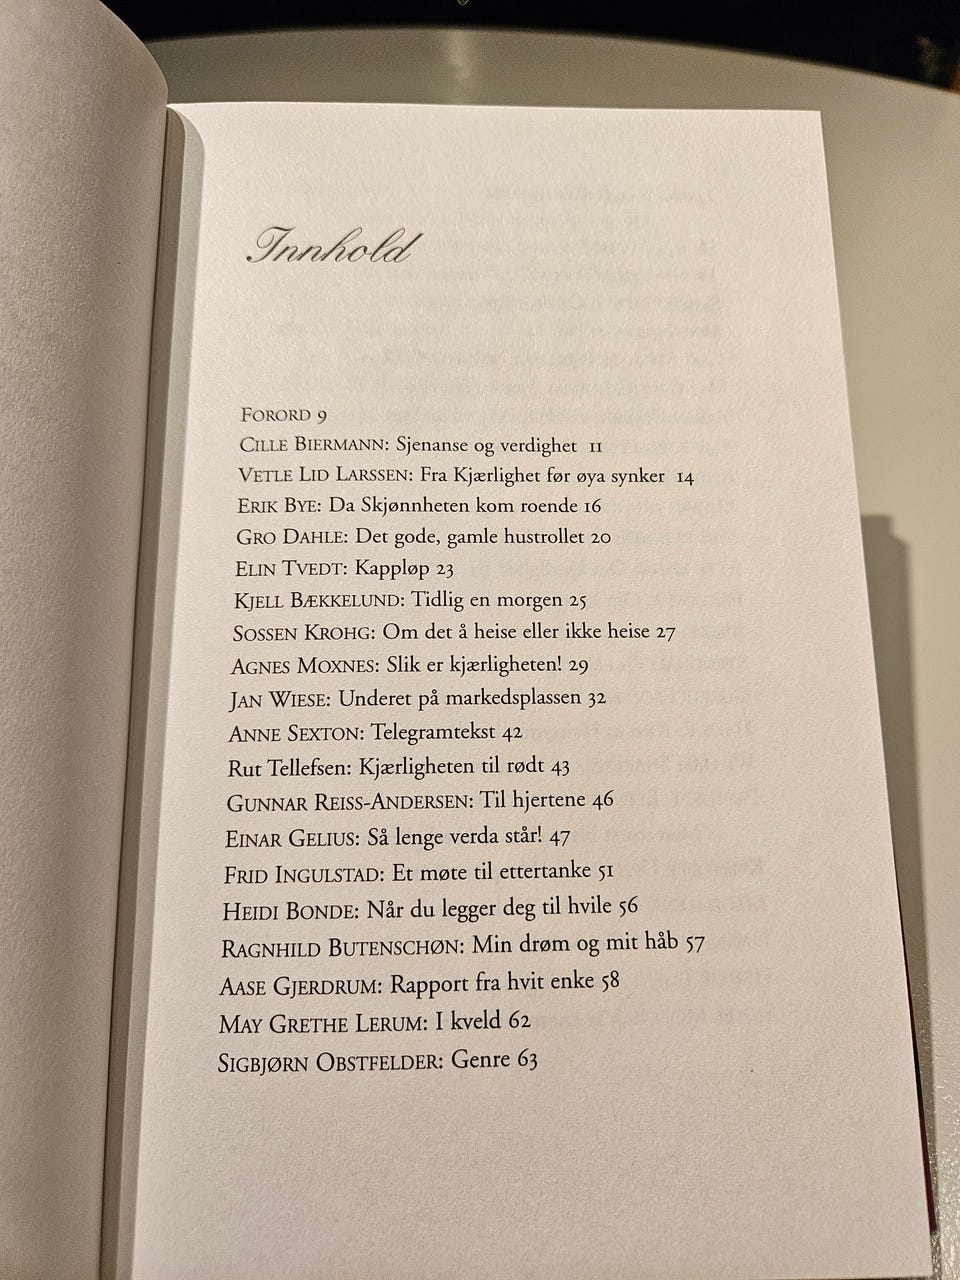 Innhold
FORORD 9
CILLE BIERMANN: Sjenanse og verdighet 11
VETLE LID LARSSEN: Fra Kjærlighet før øya synker 14
ERIK BYE: Da Skjønnheten kom roende 16
GRO DAHLE: Det gode, gamle hustrollet 20
ELIN TVEDT: Kappløp 23
KJELL BÆKKELUND: Tidlig en morgen 25
SOSSEN KROHG: Om det å heise eller ikke heise 27
AGNES MOXNES: Slik er kjærligheten! 29
JAN WIESE: Underet på markedsplassen 32
ANNE SEXTON: Telegramtekst 42
Rut Tellefsen: Kjærligheten til rødt 43
GUNNAR REISS-ANDERSEN: Til hjertene 46
EINAR GELIUS: Så lenge verda står! 47
FRID INGULSTAD: Et møte til ettertanke 51
HEIDI BONDE: Når du legger deg til hvile 56
RAGNHILD BUTENSCHØN: Min drøm og mit håb 57
AASE GJERDRUM: Rapport fra hvit enke 58
MAY GRETHE LERUM: I kveld 62
SIGBJØRN OBSTFELDER: Genre 63